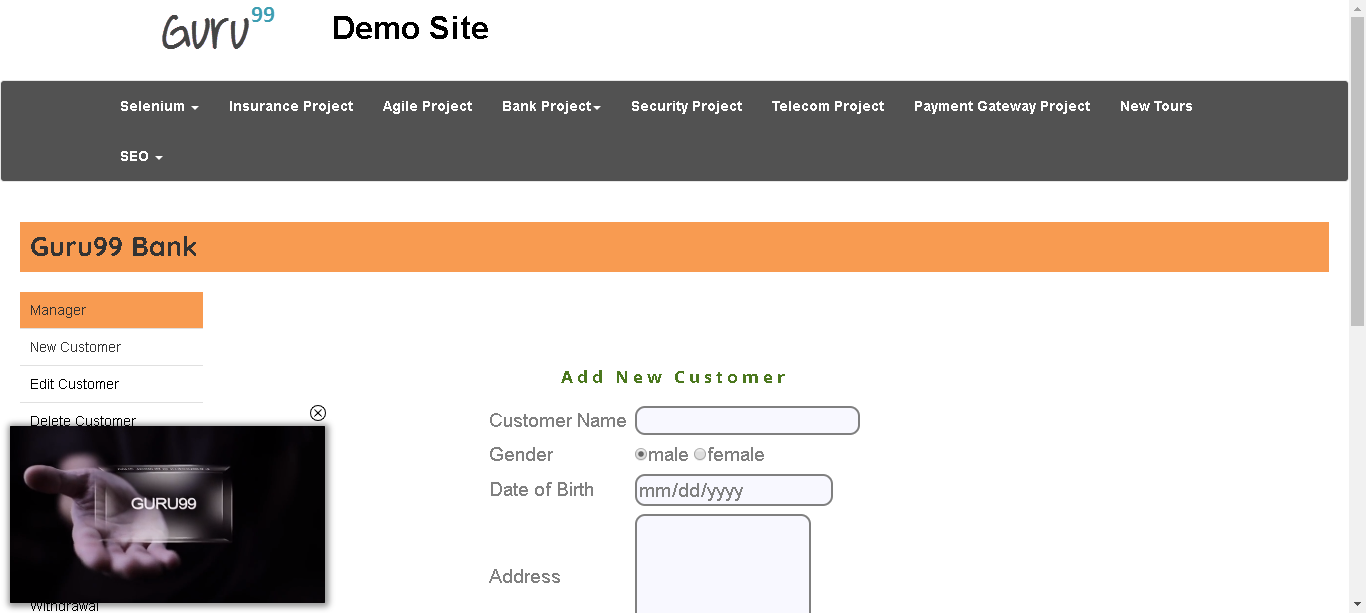 Guru99
Demo Site
Selenium Insurance Project Agile Project Bank Project Security Project Telecom Project Payment Gateway Project New Tours
SEO
Guru99 Bank
Manager
New Customer
Edit Customer
Delete Customer
GURU99
Withdrawal
Add New Customer
Customer Name
Gender male female
Date of Birth mm/dd/yyyy
Address